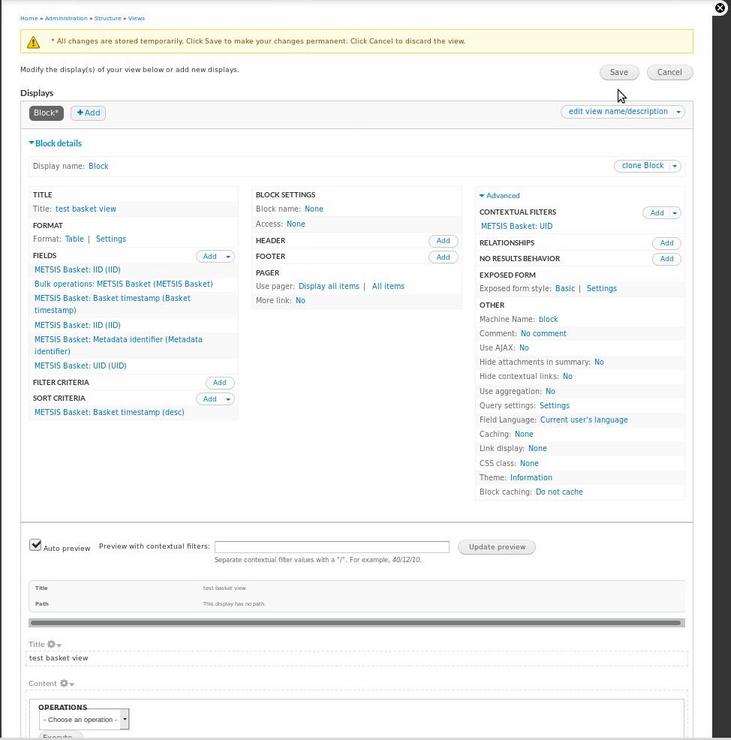 Home » Administration » Structure » Views
* All changes are stored temporarily. Click Save to make your changes permanent. Click Cancel to discard the view.
Modify the display(s) of your view below or add new displays.
Save Cancel
Displays
Block* Add edit view name/description
Block details
Display name: Block clone Block
TITLE
Title: test basket view
FORMAT
Format: Table | Settings
FIELDS Add
METSIS Basket: IID (IID)
Bulk operations: METSIS Basket (METSIS Basket)
METSIS Basket: Basket timestamp (Basket
timestamp)
METSIS Basket: IID (IID)
METSIS Basket: Metadata identifier (Metadata
identifier)
METSIS Basket: UID (UID)
FILTER CRITERIA Add
SORT CRITERIA Add
METSIS Basket: Basket timestamp (desc)
BLOCK SETTINGS
Block name: None
Access: None
HEADER Add
FOOTER Add
PAGER
Use pager: Display all items | All items
More link: No
Advanced
CONTEXTUAL FILTERS Add
METSIS Basket: UID
RELATIONSHIPS Add
NO RESULTS BEHAVIOR Add
EXPOSED FORM
Exposed form style: Basic | Settings
OTHER
Machine Name: block
Comment: No comment
Use AJAX: No
Hide attachments in summary: No
Hide contextual links: No
Use aggregation: No
Query settings: Settings
Field Language: Current user's language
Caching: None
Link display: None
CSS class: None
Theme: Information
Block caching: Do not cache
Auto preview Preview with contextual filters: Update preview
Separate contextual filter values with a "/". For example, 40/12/10.
Title test basket view
Path This display has no path.
Title
test basket view
Content
OPERATIONS
- Choose an operation -
Execute